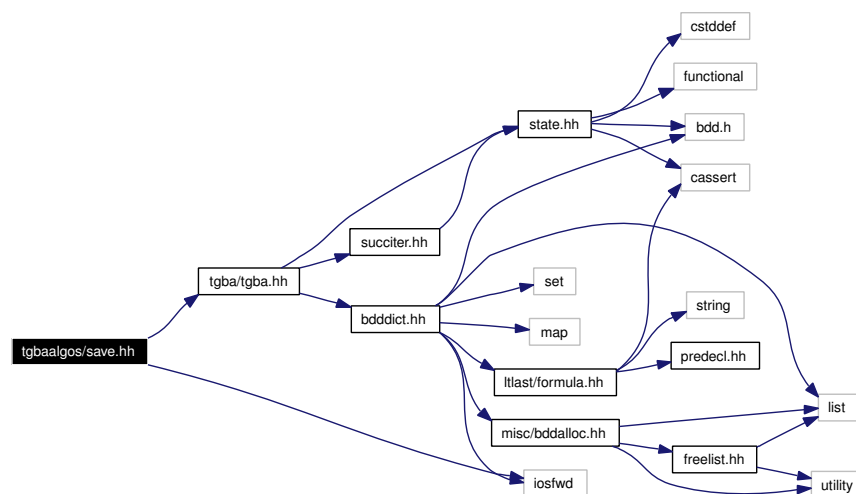 cstddef
functional
state.hh
bdd.h
cassert
succiter.hh
tgba/tgba.hh
set
string
bdddict.hh
map
tgbaalgos/save.hh
predecl.hh
ltlast/formula.hh
list
misc/bddalloc.hh
freelist.hh
iosfwd
utility